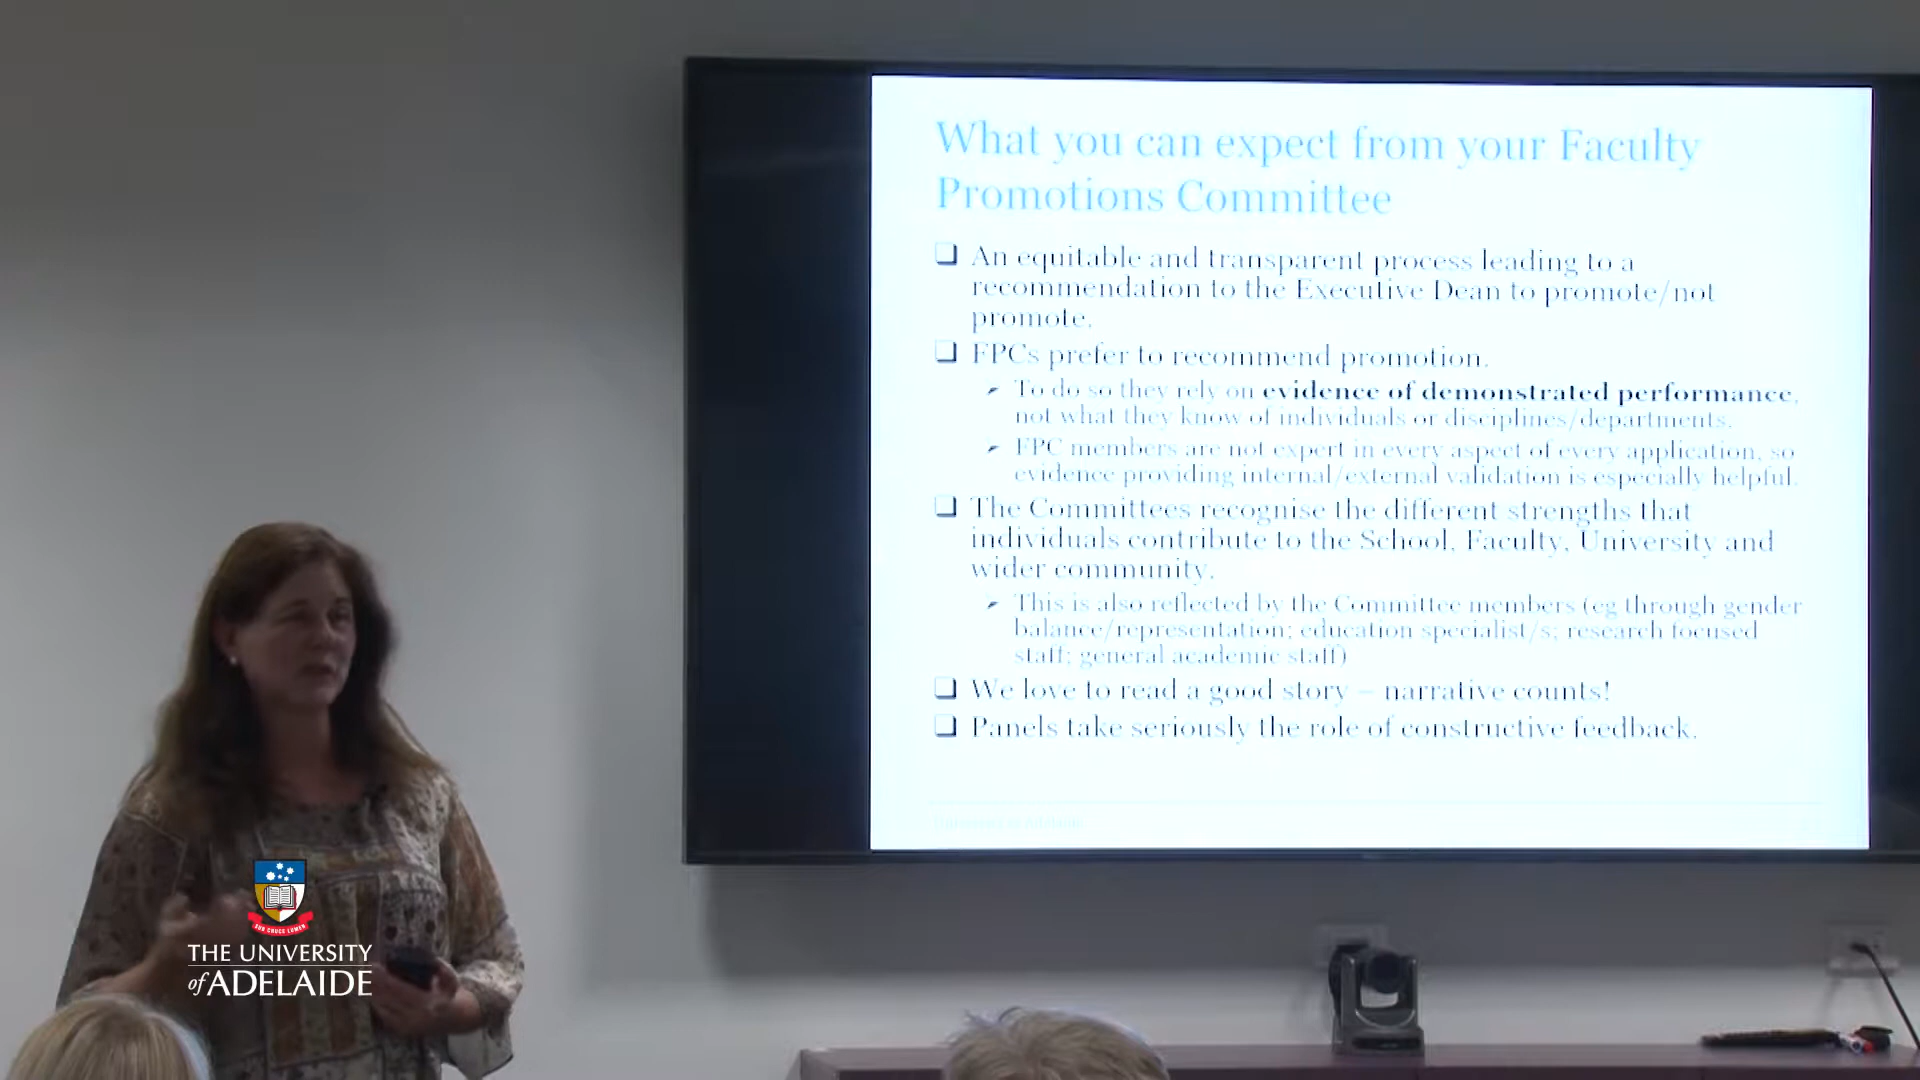 What you can expect from your Faculty
Promotions Committee
An equitable and transparent process leading to a
recommendation to the Executive Dean to promote/not
promote.
FPCs prefer to recommend promotion.
To do so they rely on evidence of demonstrated performance,
not what they know of individuals or disciplines/departments.
FPC members are not expert in every aspect of every application, so
evidence providing internal/external validation is especially helpful.
The Committees recognise the different strengths that
individuals contribute to the School, Faculty, University and
wider community.
This is also reflected by the Committee members (eg through gender
balance/representation; education specialist/s; research focused
staff; general academic staff)
We love to read a good story – narrative counts!
Panels take seriously the role of constructive feedback.
University of Adelaide
SUB CRUCE LUMEN
THE UNIVERSITY
of ADELAIDE